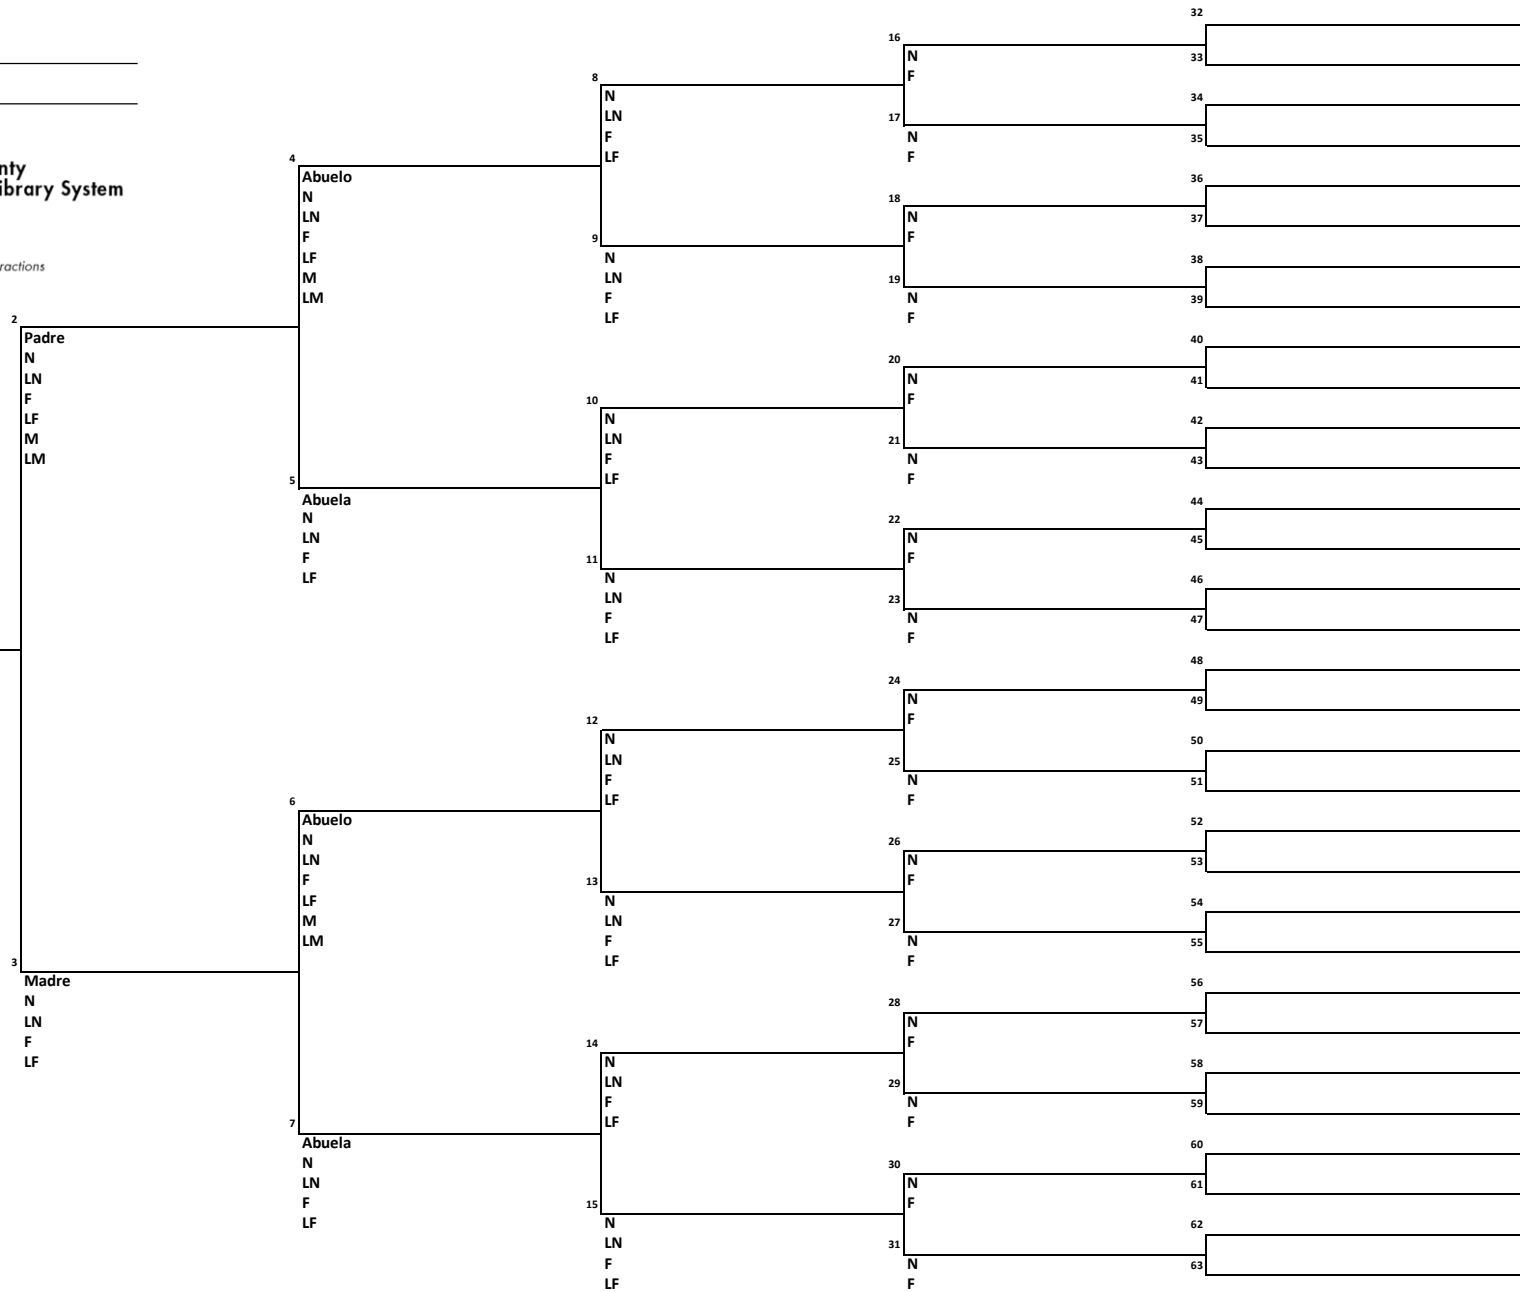 nty
ibrary System
ractions
2
Padre
N
LN
F
LF
M
LM
3
Madre
N
LN
F
LF
4
Abuelo
N
LN
F
LF
M
LM
5
Abuela
N
LN
F
LF
6
Abuelo
N
LN
F
LF
M
LM
7
Abuela
N
LN
F
LF
8
N
LN
F
LF
9
N
LN
F
LF
10
N
LN
F
LF
11
N
LN
F
LF
12
N
LN
F
LF
13
N
LN
F
LF
14
N
LN
F
LF
15
N
LN
F
LF
16
N
F
17
N
F
18
N
F
19
N
F
20
N
F
21
N
F
22
N
F
23
N
F
24
N
F
25
N
F
26
N
F
27
N
F
28
N
F
29
N
F
30
N
F
31
N
F
32
33
34
35
36
37
38
39
40
41
42
43
44
45
46
47
48
49
50
51
52
53
54
55
56
57
58
59
60
61
62
63